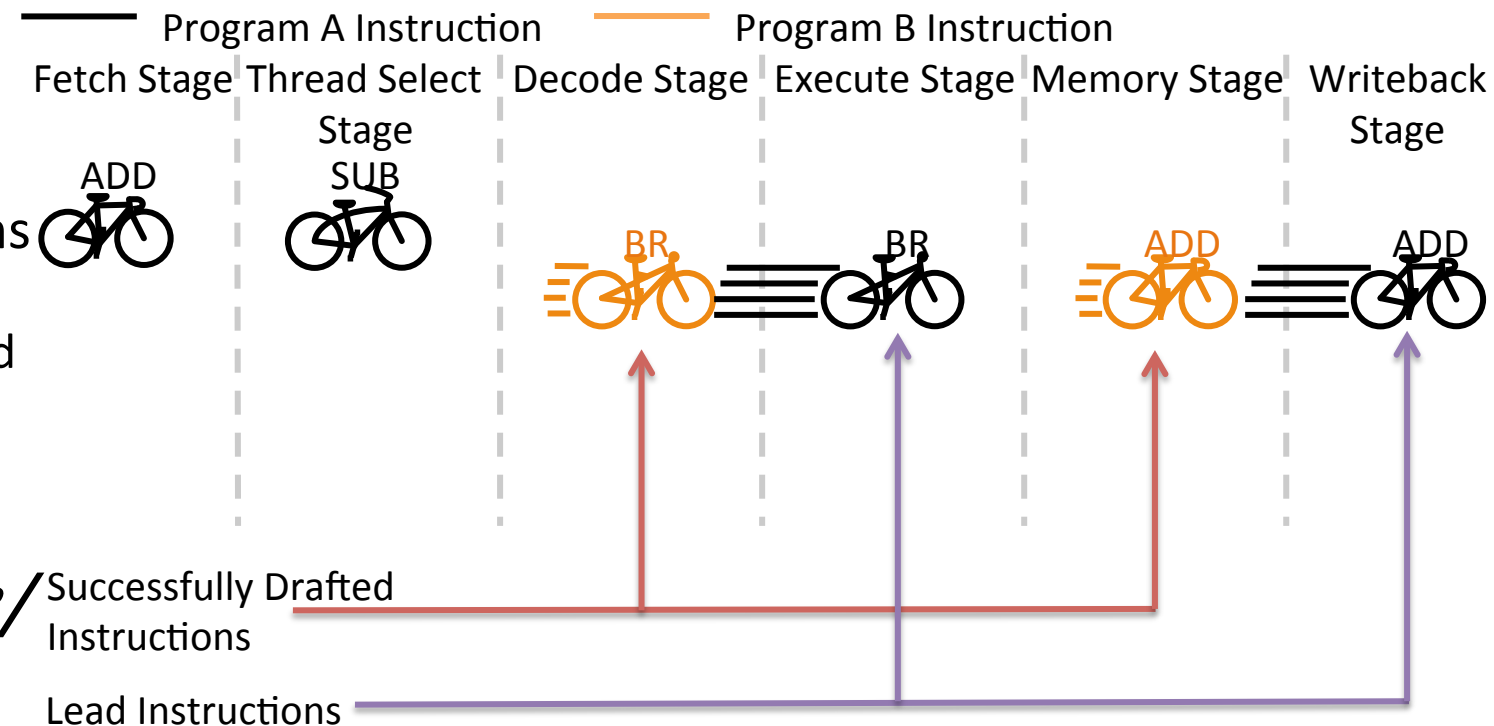 Program A Instruction Program B Instruction
Fetch Stage Thread Select Stage Decode Stage Execute Stage Memory Stage Writeback Stage
ADD SUB
BR BR ADD ADD
Successfully Drafted
Instructions
Lead Instructions